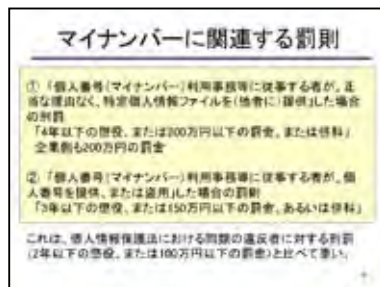 マイナンバーに関連する罰則
① 「個人番号(マイナンバー)利用事務等に従事する者が、正
当な理由なく、特定個人情報ファイルを(他者に)提供」した場合
の刑罰
「4年以下の懲役、または200万円以下の罰金、または併科」
企業側も200万円の罰金
② 「個人番号(マイナンバー)利用事務等に従事する者が、個
人番号を提供、または盗用」した場合の罰則
「3年以下の懲役、または150万円以下の罰金、あるいは併科」
これは、個人情報保護法における同類の違反者に対する刑罰
(2年以下の懲役、または100万円以下の罰金)と比べて重い。